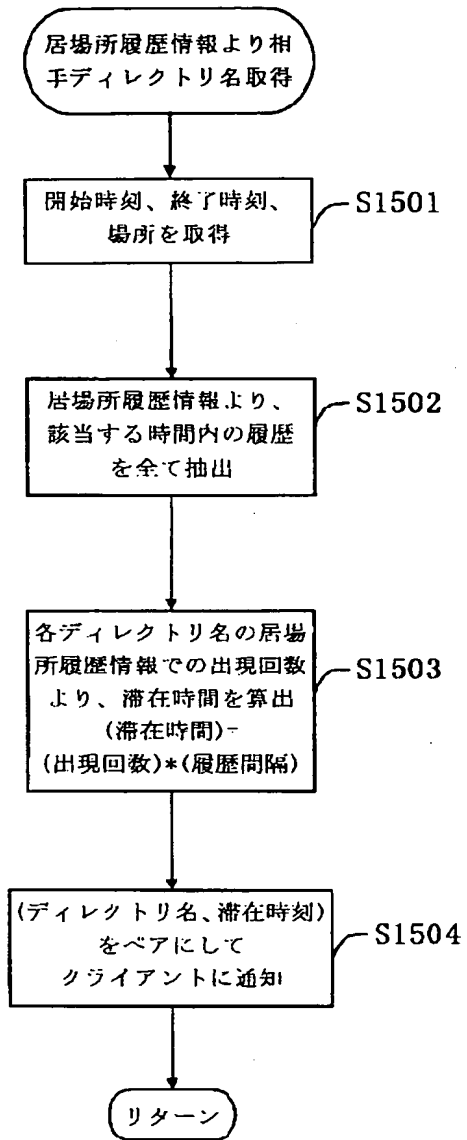 居場所履歴情報より相
手ディレクトリ名取得
開始時刻、終了時刻、
場所を取得
S1501
居場所履歴情報より、
該当する時間内の履歴
を全て抽出
S1502
各ディレクトリ名の居場
所履歴情報での出現回数
より、滞在時間を算出
(滞在時間)=
(出現回数)*(履歴間隔)
S1503
(ディレクトリ名、滞在時刻)
をペアにして
クライアントに通知
S1504
リターン